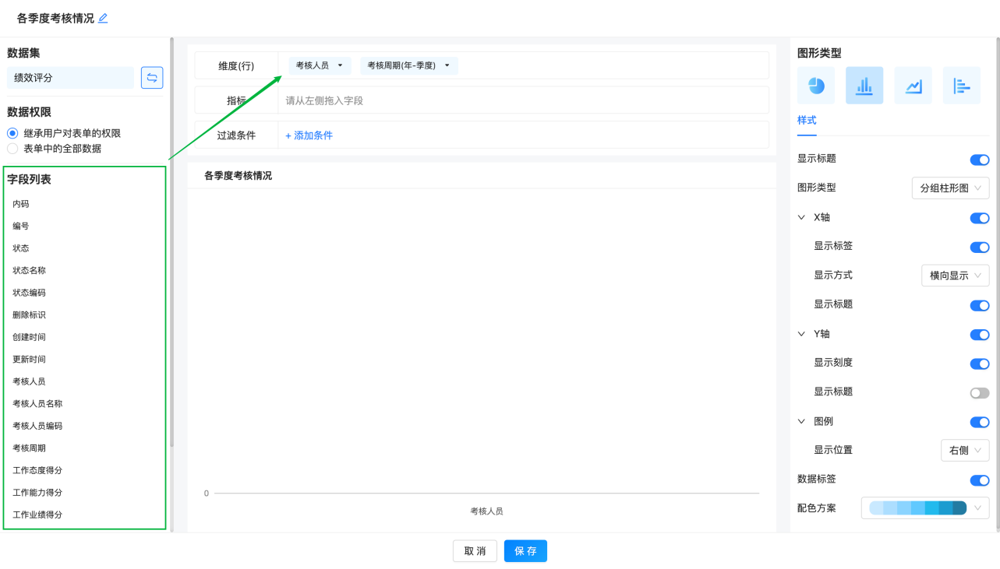 各季度考核情况
数据集
绩效评分
数据权限
继承用户对表单的权限
表单中的全部数据
字段列表
内码
编号
状态
状态名称
状态编码
删除标识
创建时间
更新时间
考核人员
考核人员名称
考核人员编码
考核周期
工作态度得分
工作能力得分
工作业绩得分
维度(行)
考核人员
考核周期(年-季度)
指标
请从左侧拖入字段
过滤条件
+ 添加条件
各季度考核情况
0
考核人员
图形类型
样式
显示标题
图形类型
分组柱形图
X轴
显示标签
显示方式
横向显示
显示标题
Y轴
显示刻度
显示标题
图例
显示位置
右侧
数据标签
配色方案
取 消
保 存